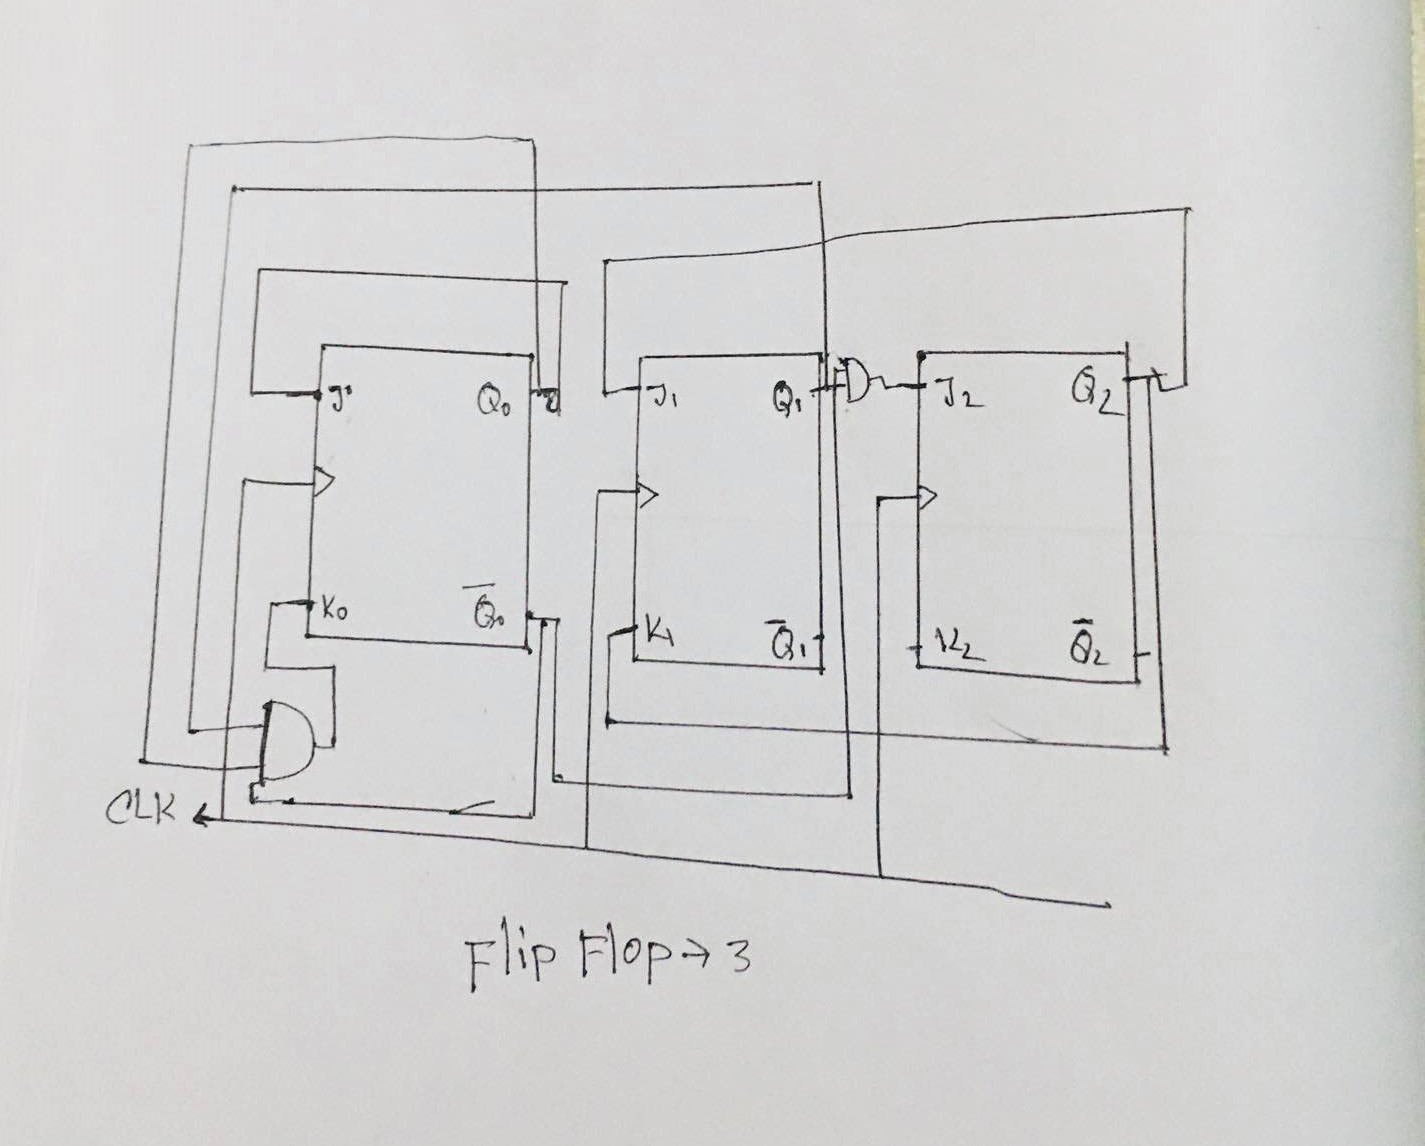 J0 Q0 J1 Q1 J2 Q2
K0 Q̅0 K1 Q̅1 K2 Q̅2
CLK
Flip Flop → 3